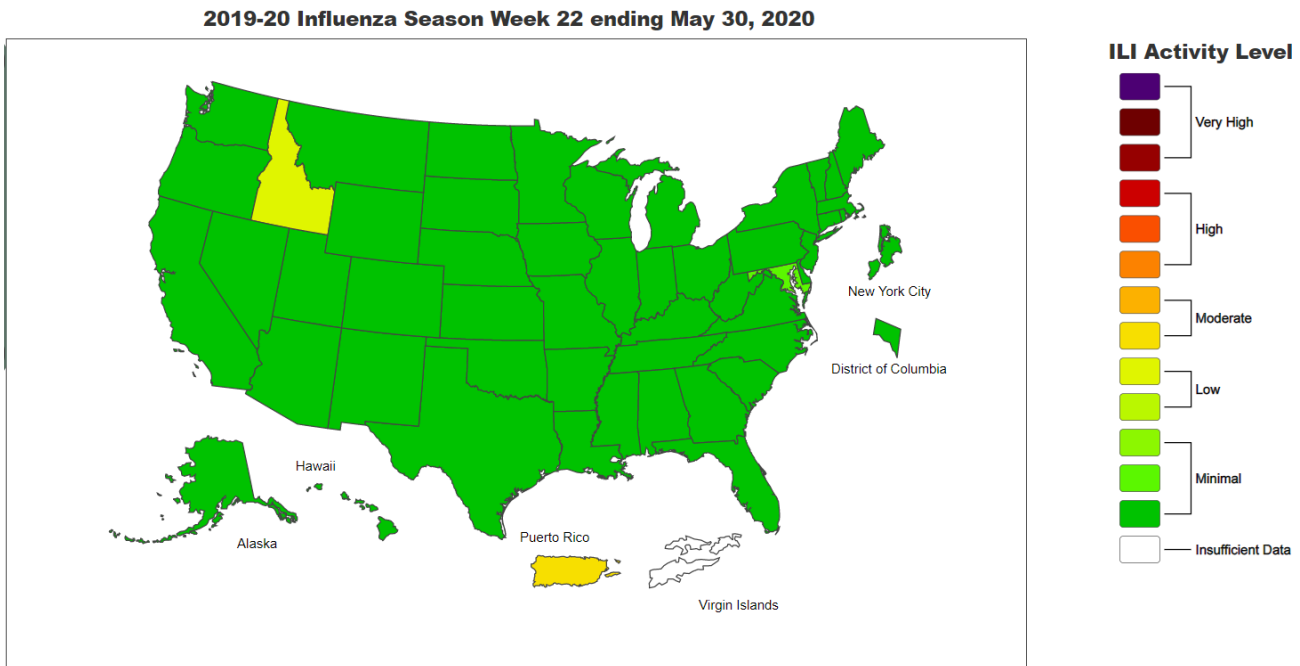 2019-20 Influenza Season Week 22 ending May 30, 2020
ILI Activity Level
Very High
High
Moderate
Low
Minimal
Insufficient Data
New York City
District of Columbia
Hawaii
Alaska
Puerto Rico
Virgin Islands